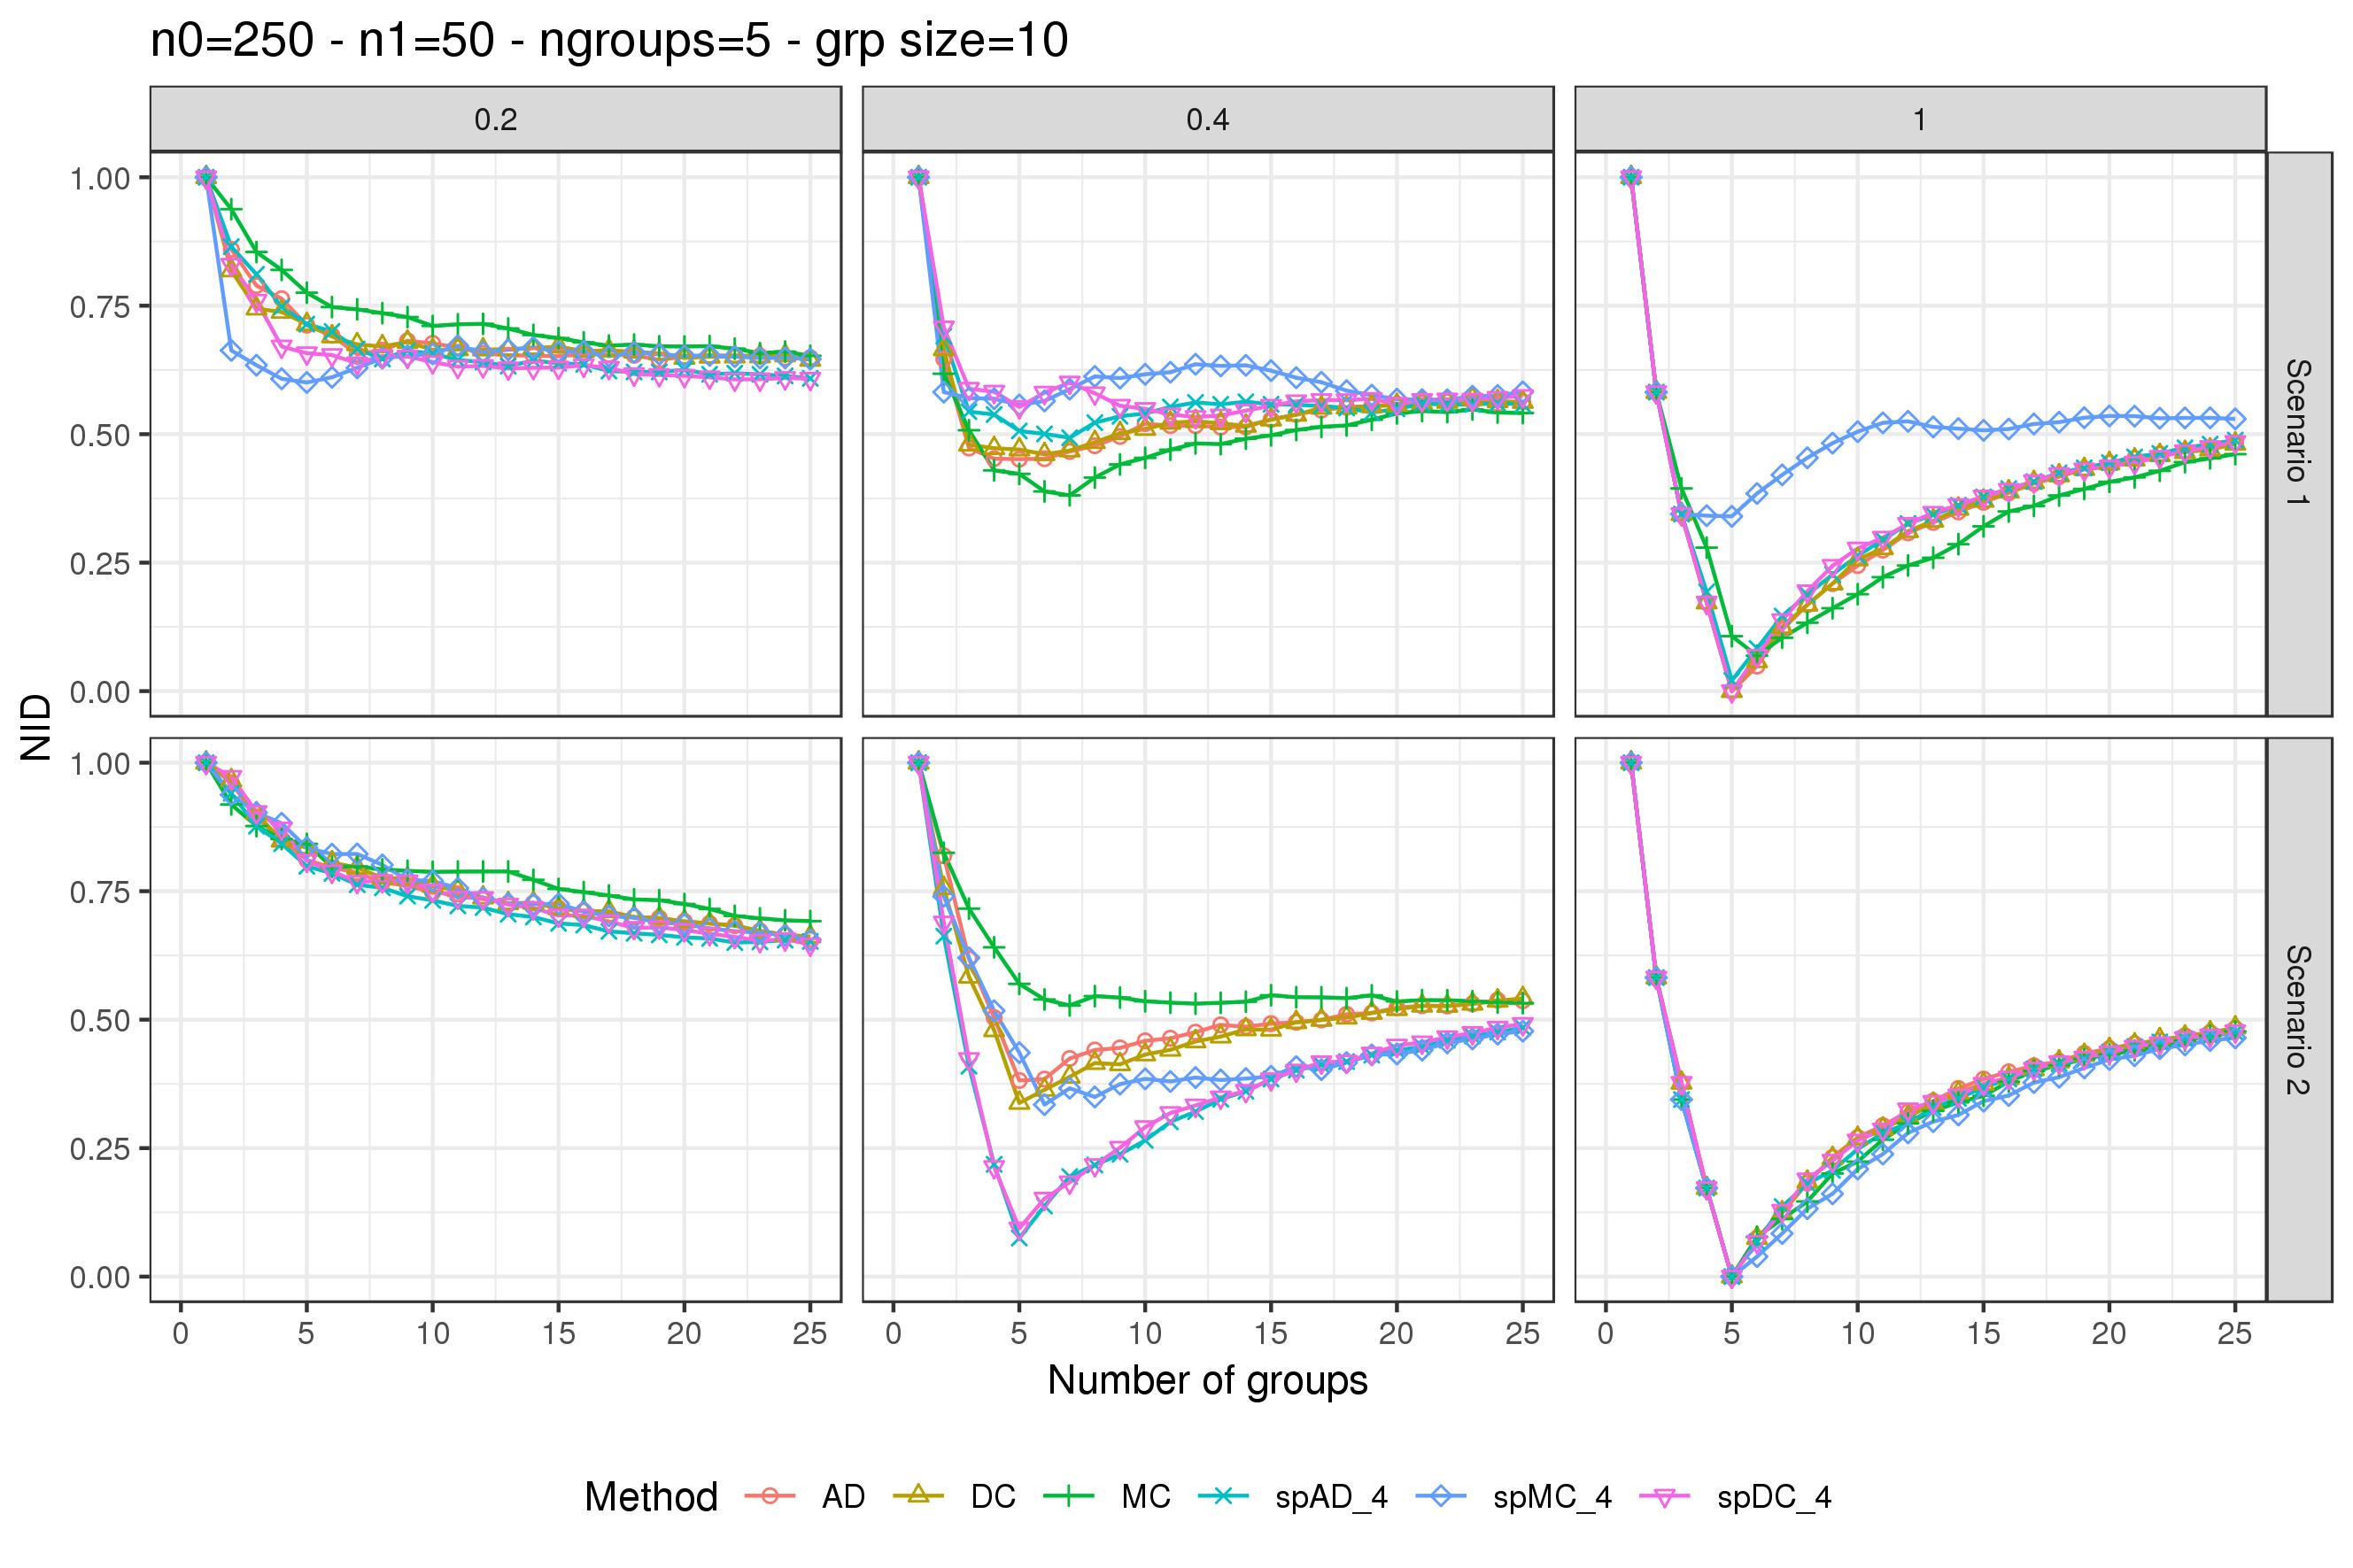 n0=250 - n1=50 - ngroups=5 - grp size=10
0.2 0.4 1
1.00
0.75
0.50
0.25
0.00
Scenario 1
NID
1.00
0.75
0.50
0.25
0.00
Scenario 2
0 5 10 15 20 25 0 5 10 15 20 25 0 5 10 15 20 25
Number of groups
Method AD DC MC spAD_4 spMC_4 spDC_4